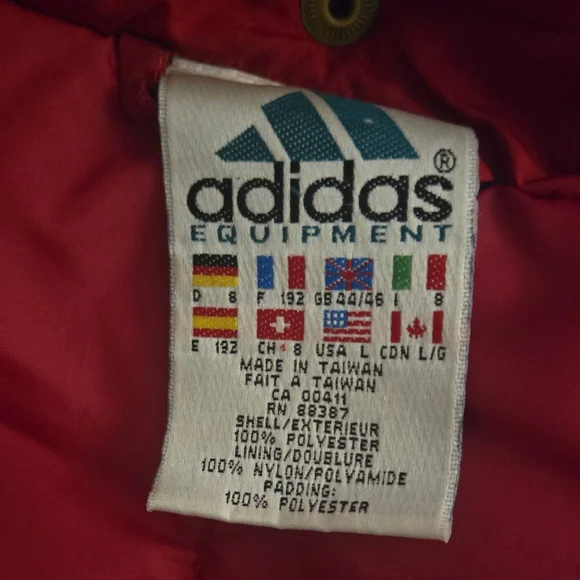 adidas®
EQUIPMENT
D 8 F 192 GB 44/46 I 8
E 192 CH 8 USA L CDN L/G
MADE IN TAIWAN
FAIT A TAIWAN
CA 00411
RN 88387
SHELL/EXTERIEUR
100% POLYESTER
LINING/DOUBLURE
100% NYLON/POLYAMIDE
PADDING:
100% POLYESTER